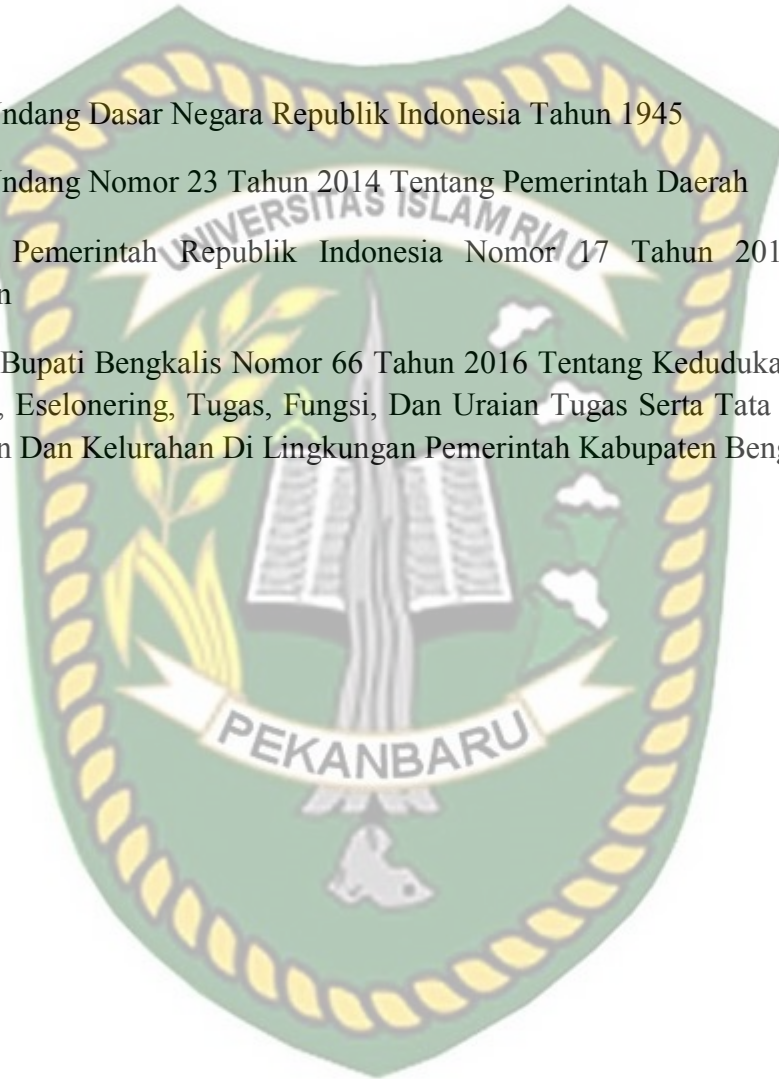 ndang Dasar Negara Republik Indonesia Tahun 1945
ndang Nomor 23 Tahun 2014 Tentang Pemerintah Daerah
UNIVERSITAS ISLAM RIAU
Pemerintah Republik Indonesia Nomor 17 Tahun 201
n
Bupati Bengkalis Nomor 66 Tahun 2016 Tentang Keduduka
, Eselonering, Tugas, Fungsi, Dan Uraian Tugas Serta Tata
n Dan Kelurahan Di Lingkungan Pemerintah Kabupaten Beng
PEKANBARU